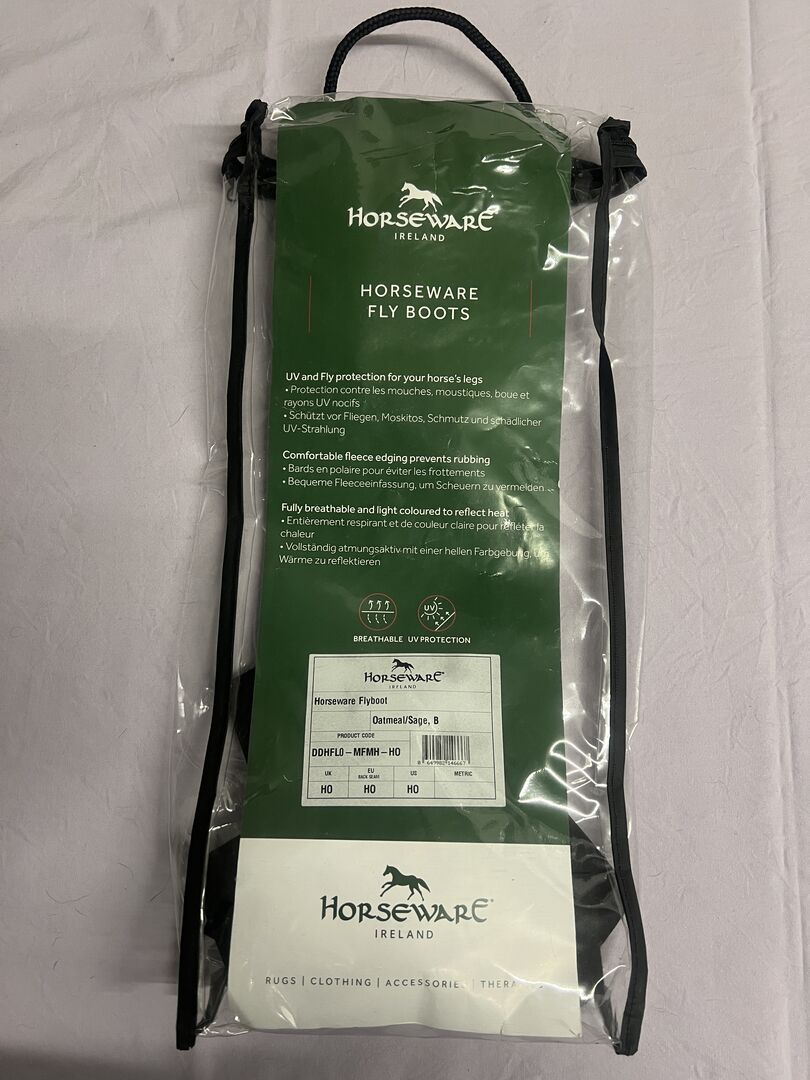 HORSEWARE
IRELAND
HORSEWARE
FLY BOOTS
UV and Fly protection for your horse's legs
• Protection contre les mouches, moustiques, boue et
rayons UV nocifs
• Schützt vor Fliegen, Moskitos, Schmutz und schädlicher
UV-Strahlung
Comfortable fleece edging prevents rubbing
• Bards en polaire pour éviter les frottements
• Bequeme Fleeceeinfassung, um Scheuern zu vermeiden
Fully breathable and light coloured to reflect heat
• Entièrement respirant et de couleur claire pour refléter la
chaleur
• Vollständig atmungsaktiv mit einer hellen Farbgebung, um
Wärme zu reflektieren
UV
BREATHABLE UV PROTECTION
HORSEWARE
IRELAND
Horseware Flyboot
Oatmeal/Sage, B
PRODUCT CODE
DDHFL0-MFMH-HO
UK EU US METRIC
BACK SEAM
HO HO HO
HORSEWARE
IRELAND
RUGS | CLOTHING | ACCESSORIES |